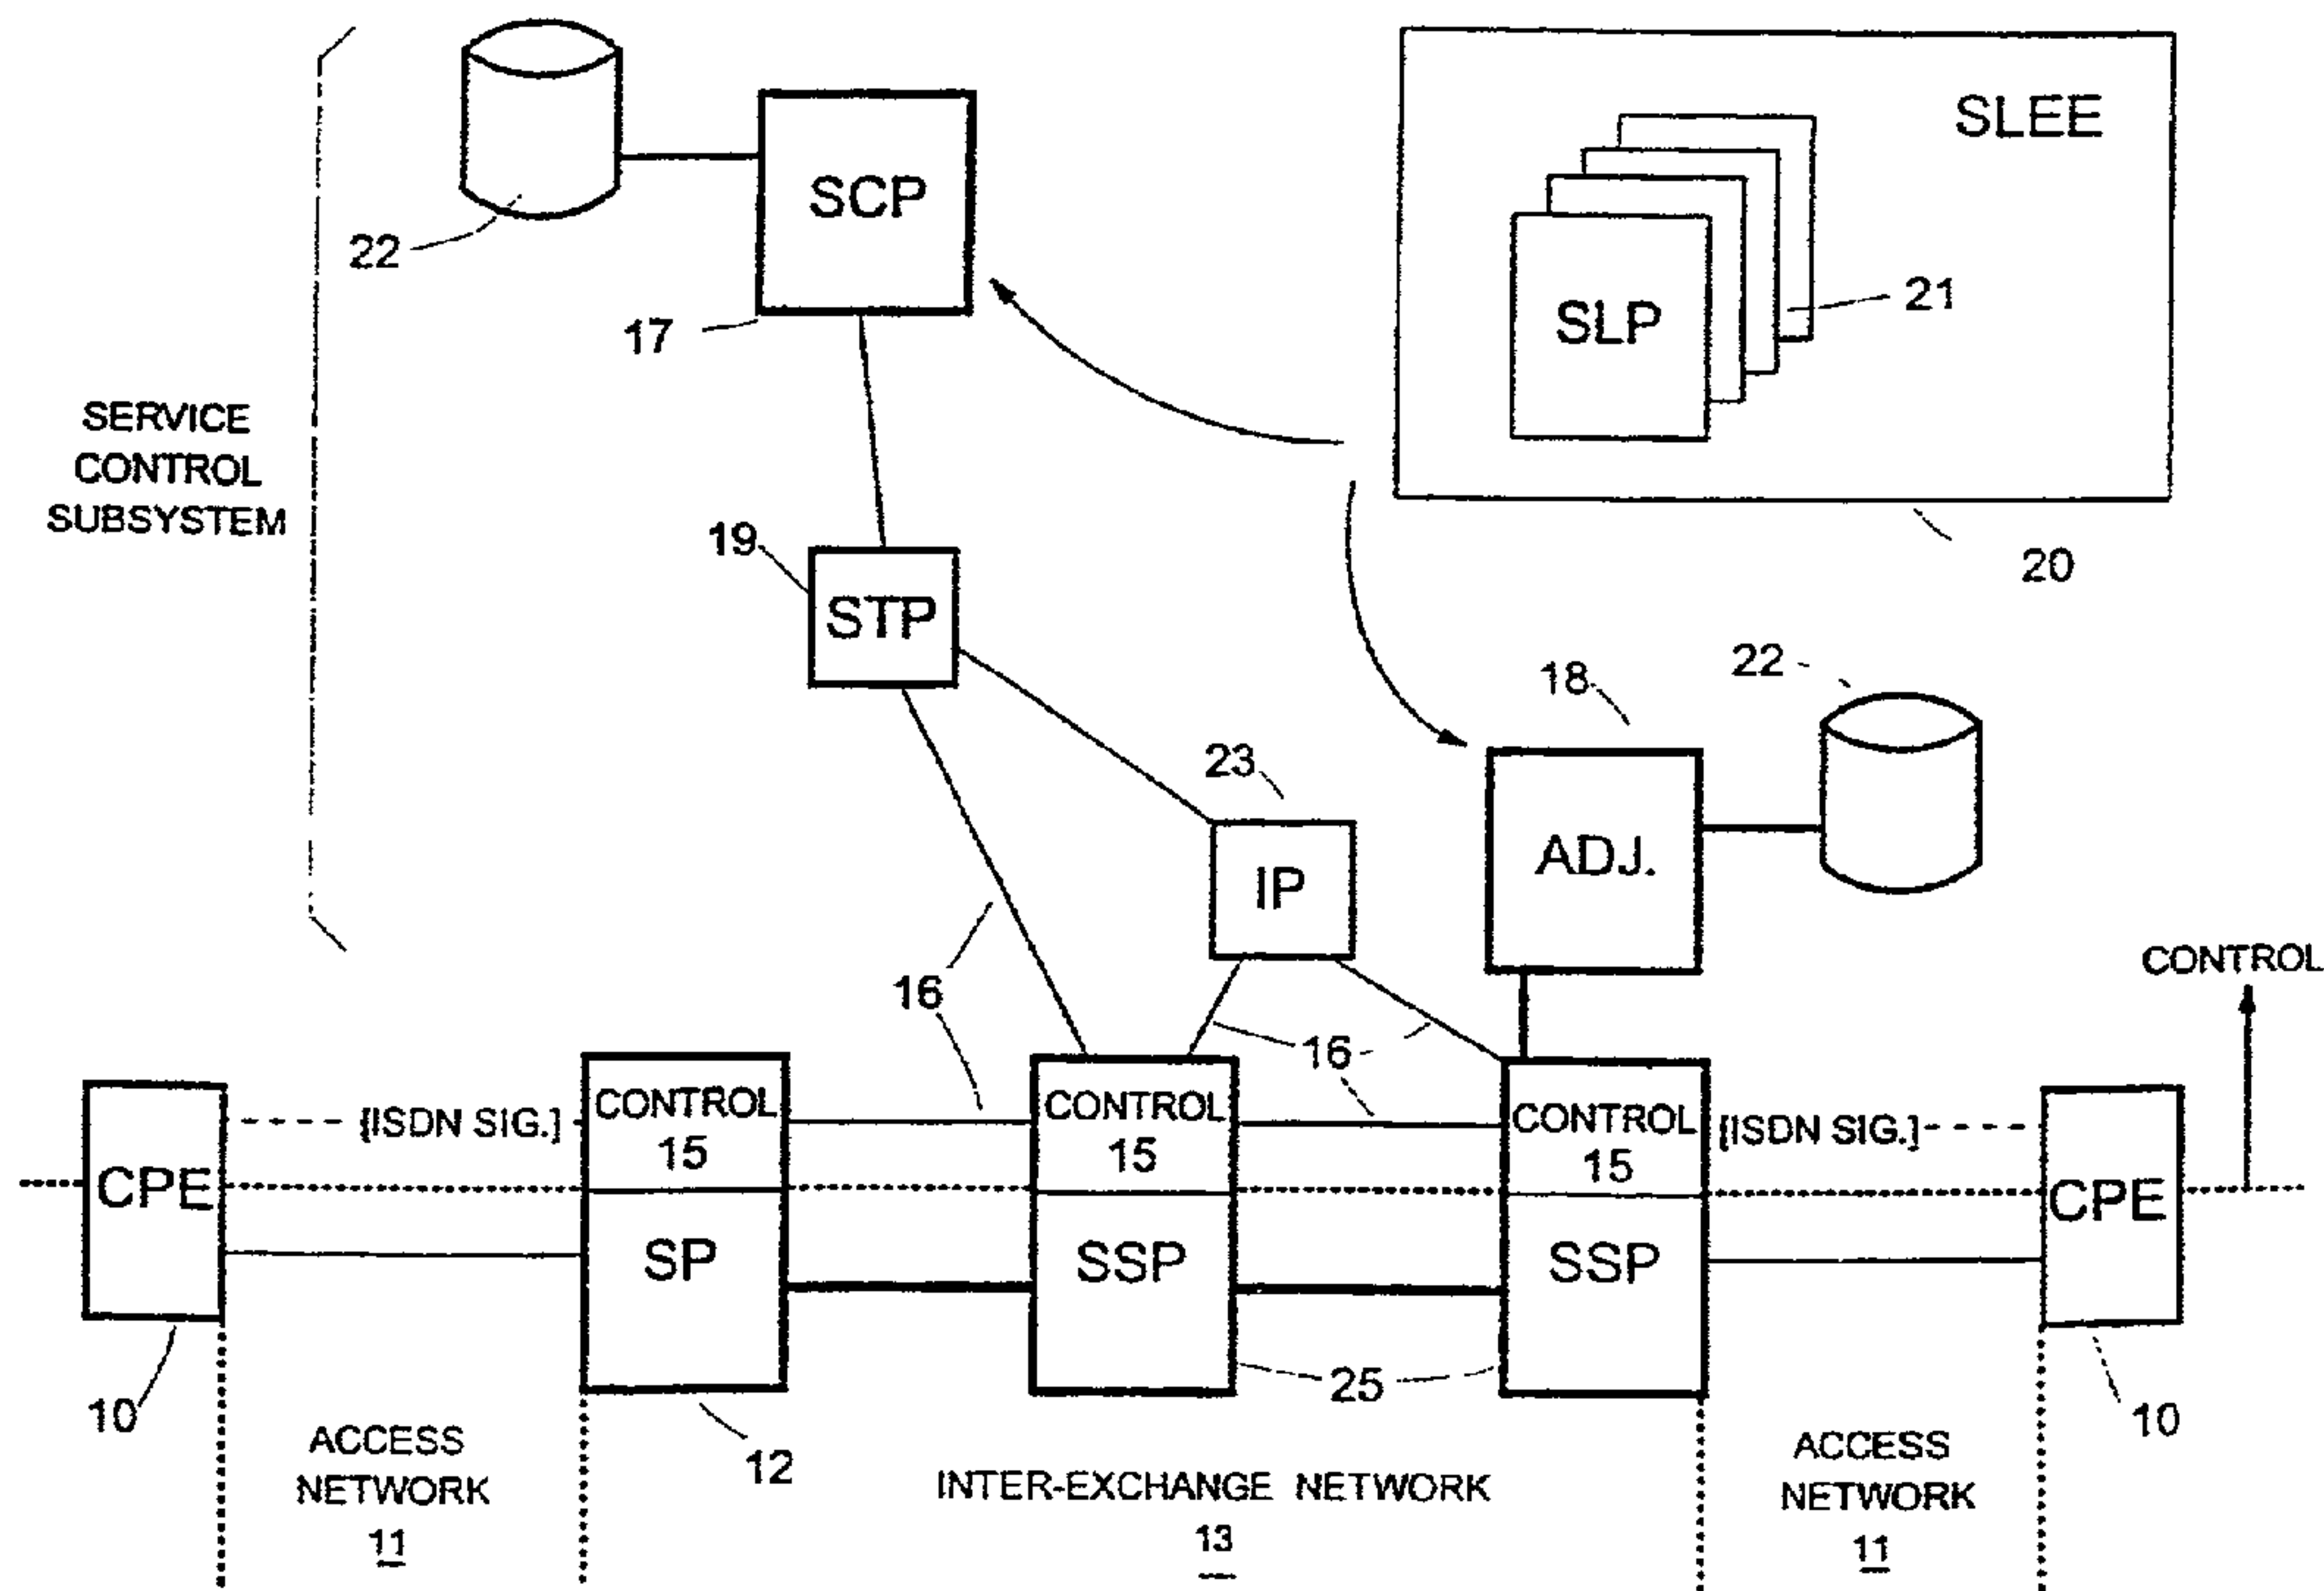 SLEE
22
SCP
17
21
SLP
SERVICE
CONTROL
SUBSYSTEM
19
STP
20
22
18
23
ADJ.
IP
CONTROL
16
16
[ISDN SIG.]
CONTROL
15
CONTROL
15
CONTROL
15
[ISDN SIG.]
CPE
SP
SSP
SSP
CPE
10
12
25
10
ACCESS
NETWORK
11
INTER-EXCHANGE NETWORK
13
ACCESS
NETWORK
11